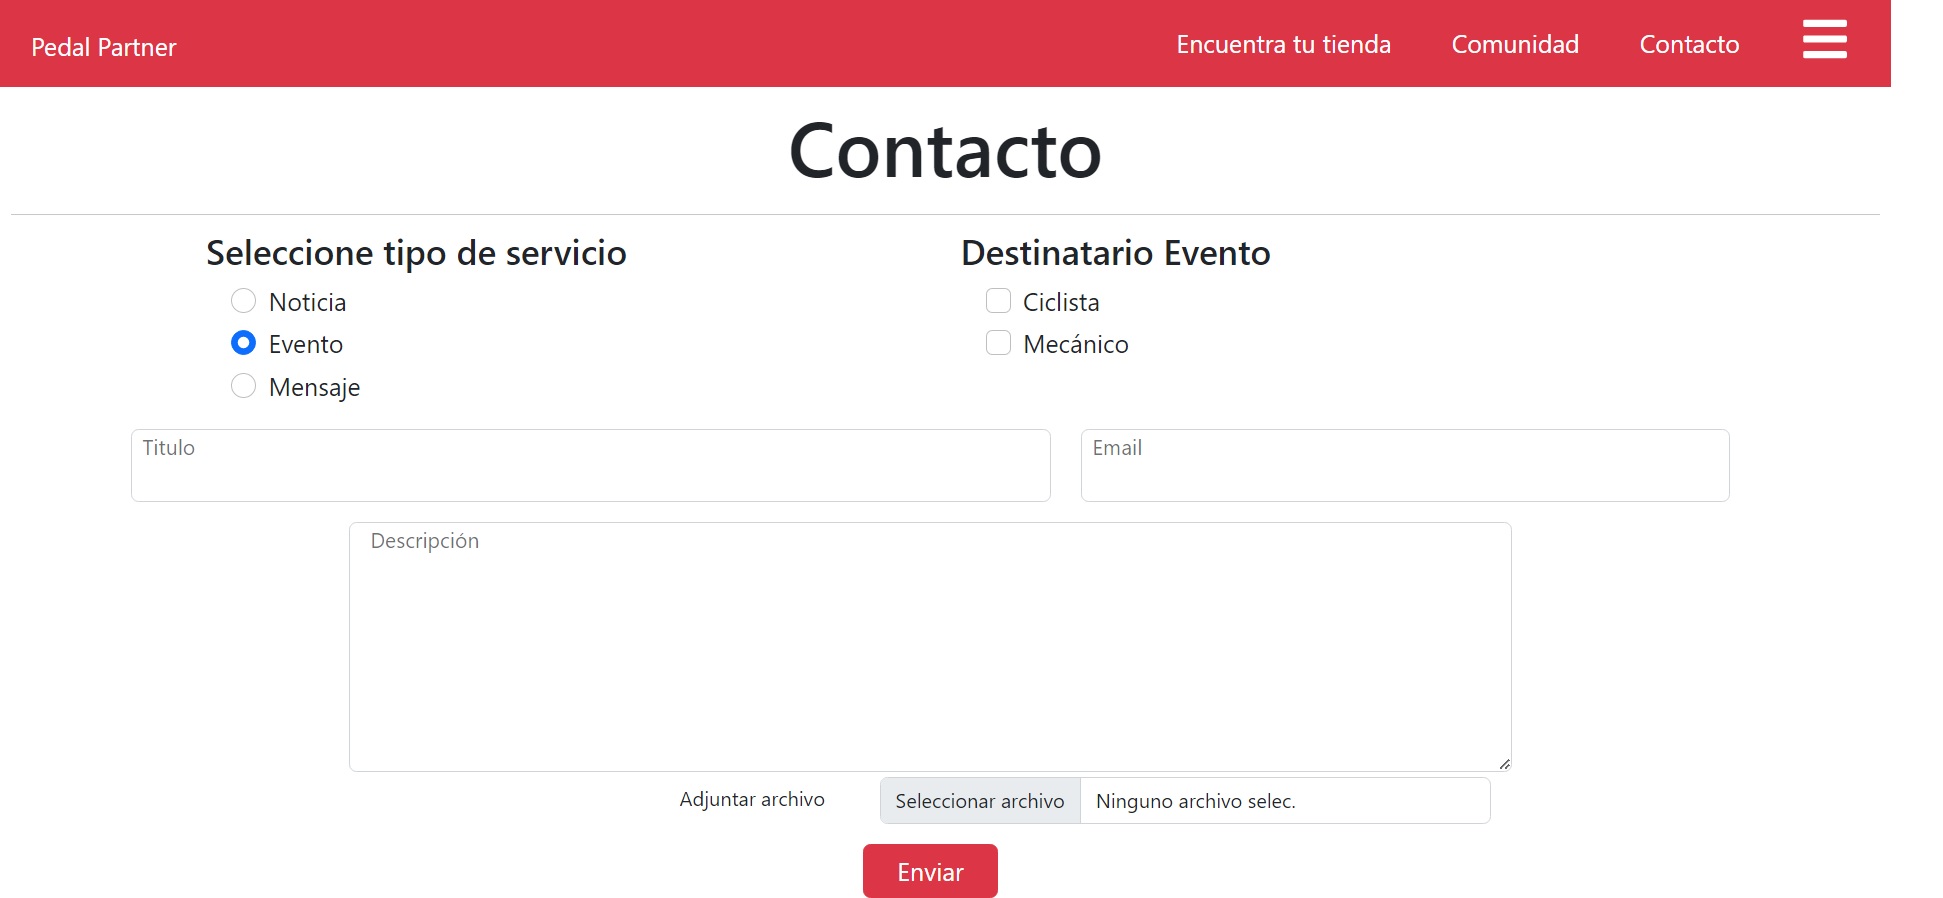 Pedal Partner
Encuentra tu tienda
Comunidad
Contacto
Contacto
Seleccione tipo de servicio
Noticia
Evento
Mensaje
Destinatario Evento
Ciclista
Mecánico
Titulo
Email
Descripción
Adjuntar archivo
Seleccionar archivo
Ninguno archivo selec.
Enviar